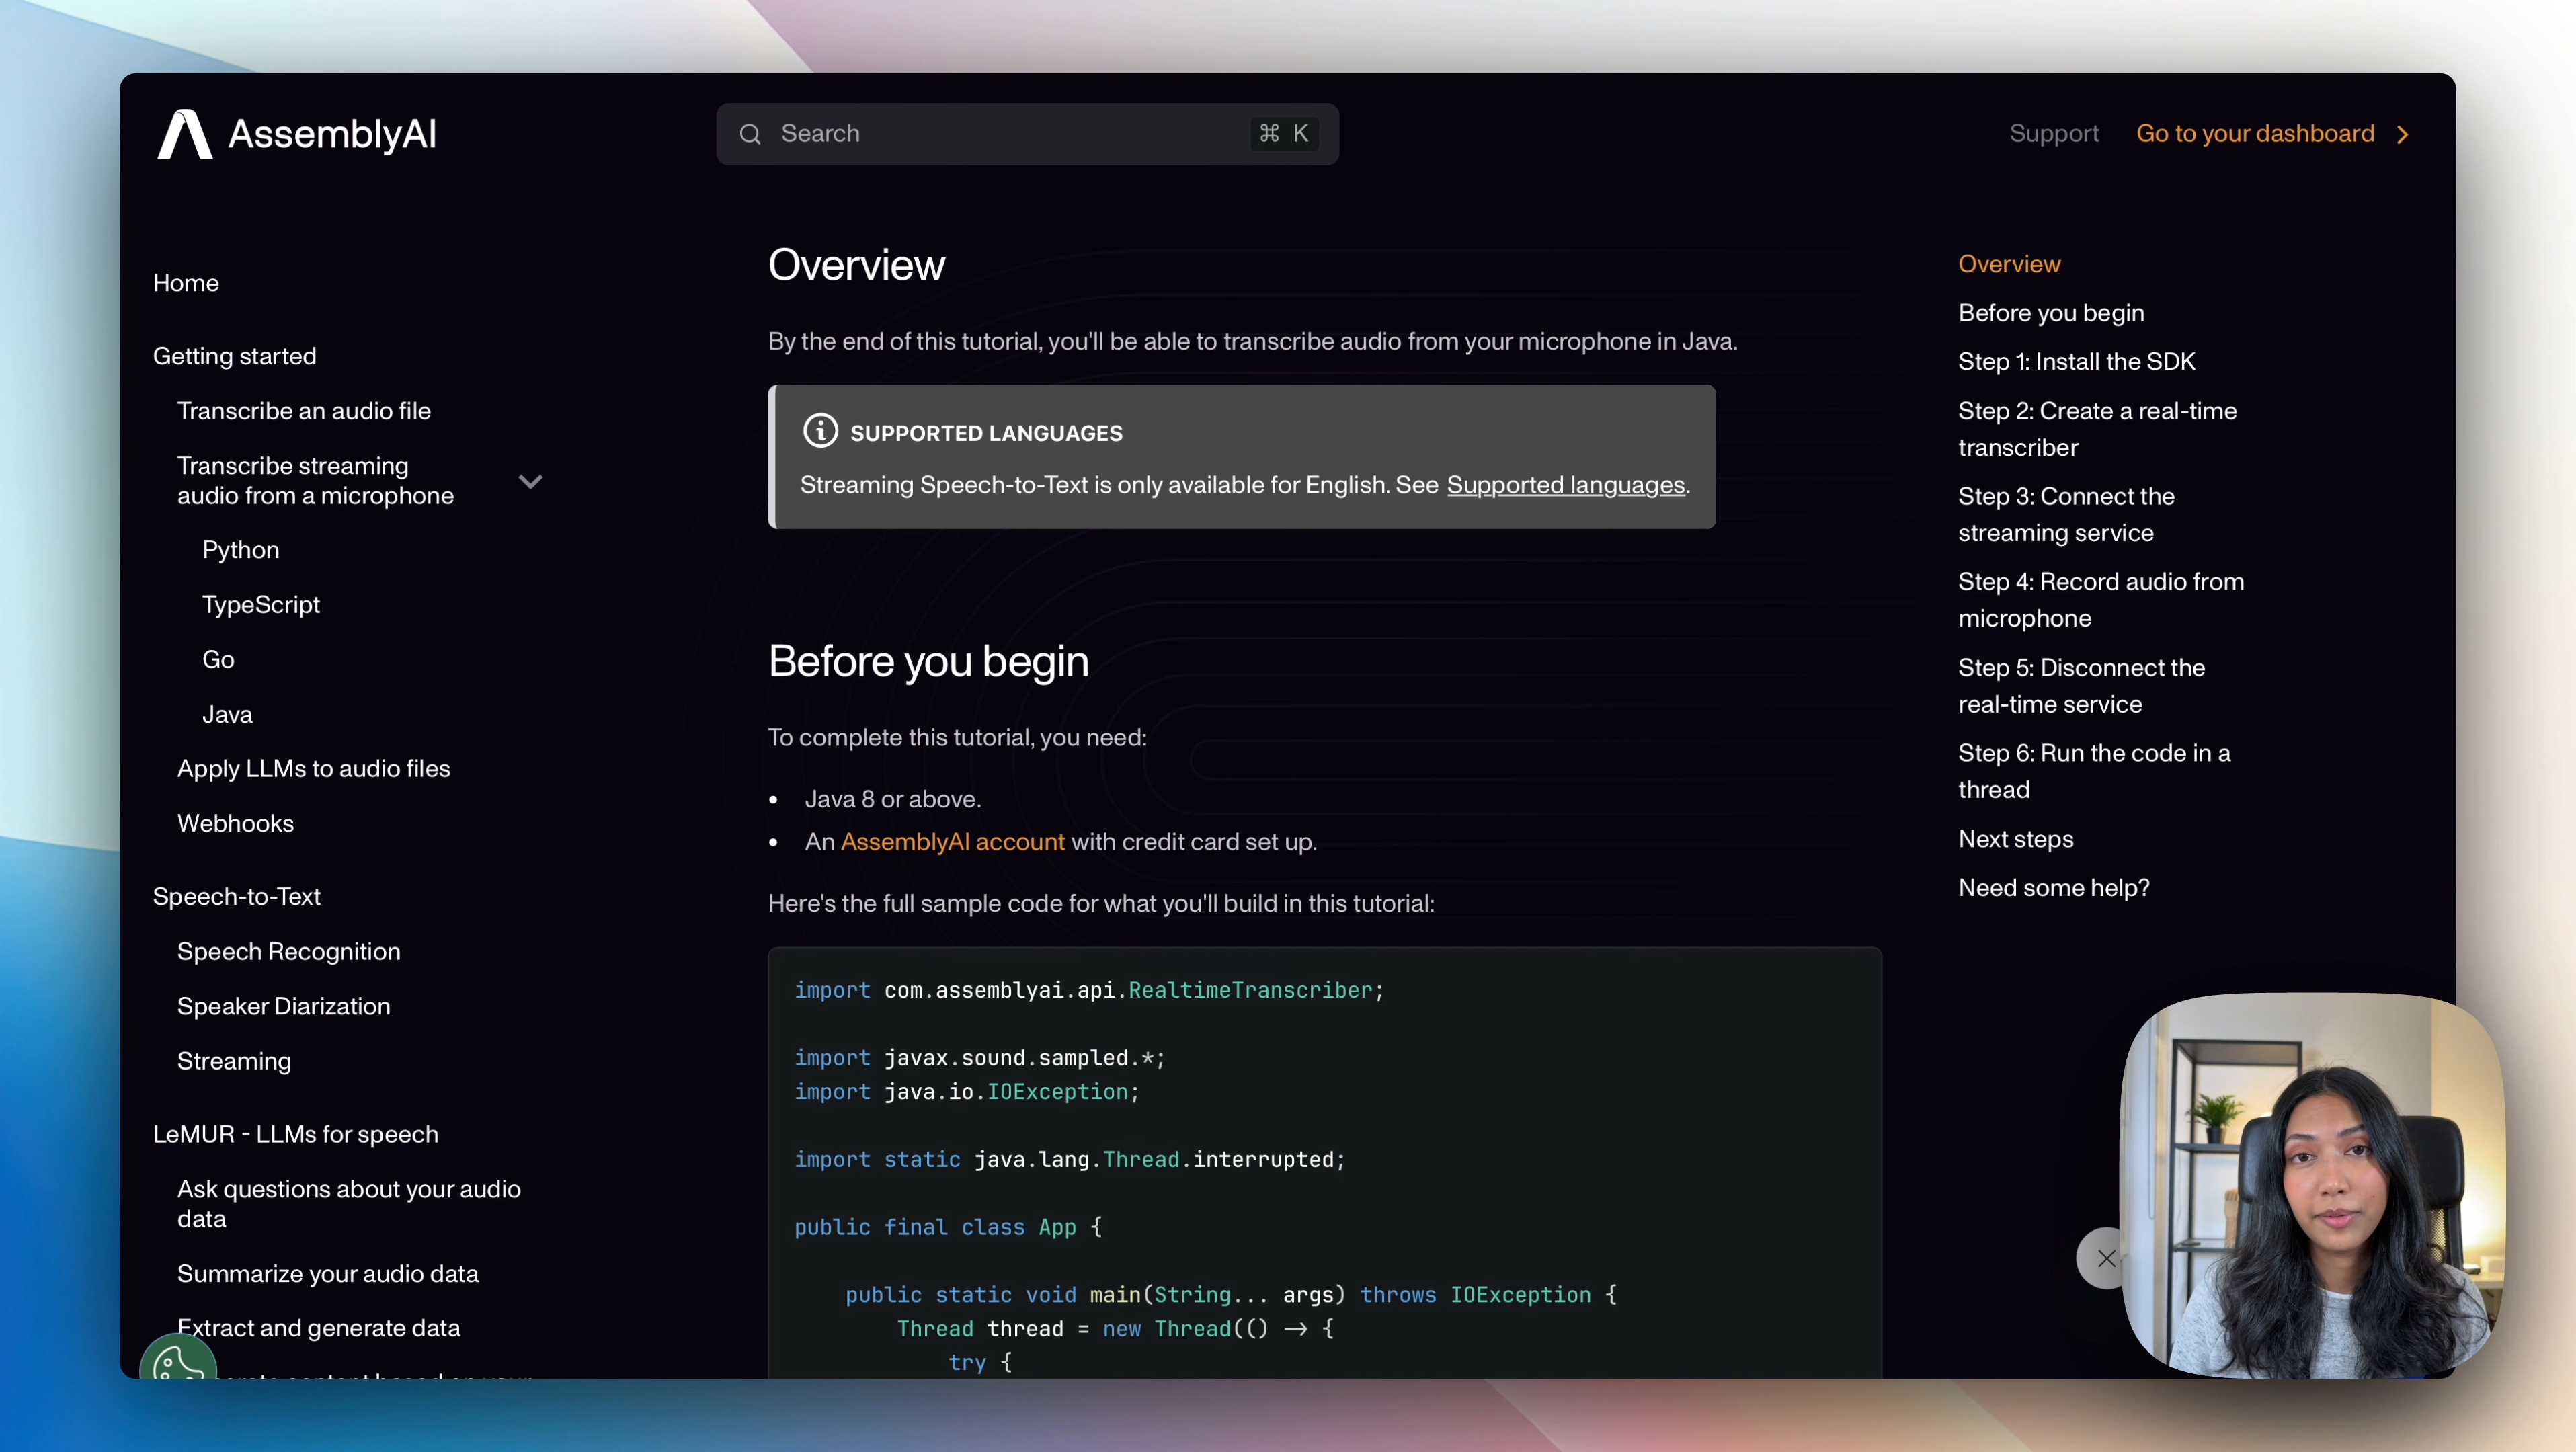 AssemblyAI
Search
⌘ K
Support
Go to your dashboard
Home
Getting started
Transcribe an audio file
Transcribe streaming
audio from a microphone
Python
TypeScript
Go
Java
Apply LLMs to audio files
Webhooks
Speech-to-Text
Speech Recognition
Speaker Diarization
Streaming
LeMUR - LLMs for speech
Ask questions about your audio
data
Summarize your audio data
Extract and generate data
Overview
By the end of this tutorial, you'll be able to transcribe audio from your microphone in Java.
SUPPORTED LANGUAGES
Streaming Speech-to-Text is only available for English. See Supported languages.
Before you begin
To complete this tutorial, you need:
• Java 8 or above.
• An AssemblyAI account with credit card set up.
Here's the full sample code for what you'll build in this tutorial:
import com.assemblyai.api.RealtimeTranscriber;
import javax.sound.sampled.*;
import java.io.IOException;
import static java.lang.Thread.interrupted;
public final class App {
public static void main(String... args) throws IOException {
Thread thread = new Thread(() -> {
try {
Overview
Before you begin
Step 1: Install the SDK
Step 2: Create a real-time
transcriber
Step 3: Connect the
streaming service
Step 4: Record audio from
microphone
Step 5: Disconnect the
real-time service
Step 6: Run the code in a
thread
Next steps
Need some help?